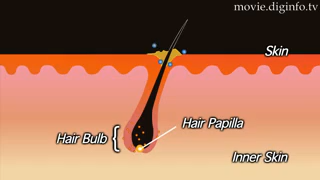 movie.diginfo.tv
Skin
Hair Papilla
Hair Bulb
Inner Skin